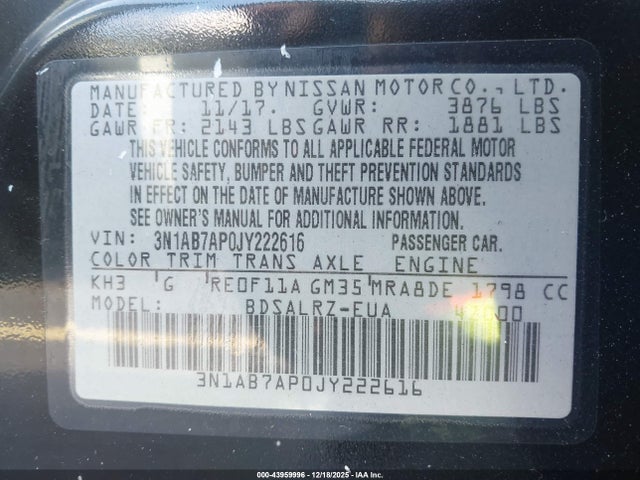 MANUFACTURED BY NISSAN MOTOR CO., LTD.
DATE: 11/17. GVWR: 3876 LBS
GAWR FR: 2143 LBS GAWR RR: 1881 LBS
THIS VEHICLE CONFORMS TO ALL APPLICABLE FEDERAL MOTOR
VEHICLE SAFETY, BUMPER AND THEFT PREVENTION STANDARDS
IN EFFECT ON THE DATE OF MANUFACTURE SHOWN ABOVE.
SEE OWNER'S MANUAL FOR ADDITIONAL INFORMATION.
VIN: 3N1AB7AP0JY222616 PASSENGER CAR.
COLOR TRIM TRANS AXLE ENGINE
KH3 G RE0F11A GM35 MRA8DE 1798 CC
MODEL: BDSALRZ-EUA
3N1AB7AP0JY222616
000-43959996 - 12/18/2025 - IAA Inc.